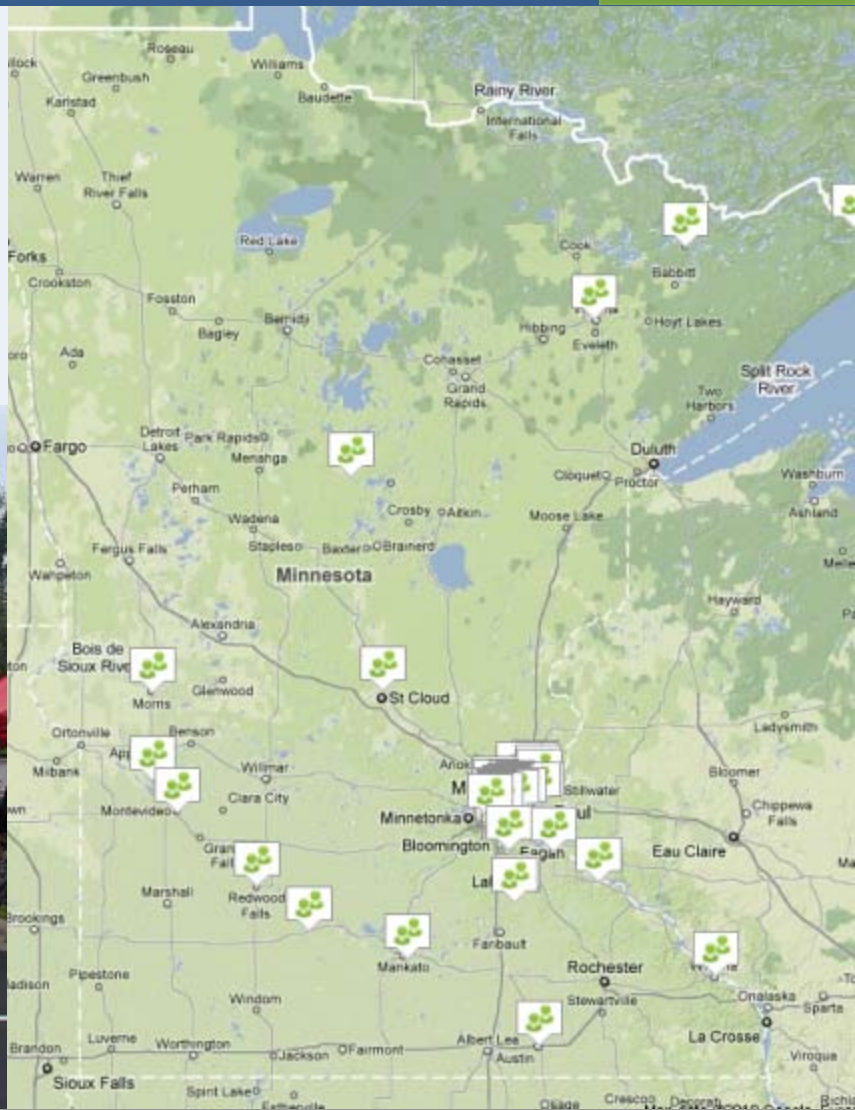 Roseau
Williams
Greenbush
Baudette
Rainy River
Karlstad
International
Falls
Warren
Thief
River Falls
Red Lake
Cook
Forks
Babbitt
Crookston
Fosston
Bemidji
Bagley
Hibbing
Hoyt Lakes
Eveleth
Ada
Cohasset
Grand
Rapids
Split Rock
River
Two
Harbors
Detroit
Lakes
Park Rapids
Fargo
Menahga
Duluth
Cloquet
Proctor
Washburn
Perham
Crosby
Aitkin
Moose Lake
Ashland
Wadena
Fergus Falls
Staples
Baxter
Brainerd
Wahpeton
Minnesota
Hayward
Alexandria
Bois de
Sioux
Glenwood
Morris
St Cloud
Ladysmith
Ortonville
Benson
Milbank
Willmar
Bloomer
Stillwater
Clara City
Montevideo
Chippewa
Falls
Minnetonka
Bloomington
Eagan
Eau Claire
Marshall
Redwood
Falls
Brookings
Faribault
Mankato
Rochester
Pipestone
Stewartville
Onalaska
Sparta
Windom
La Crosse
Luverne
Worthington
Jackson
Fairmont
Albert Lea
Austin
Brandon
Viroqua
Sioux Falls
Spirit Lake
Estherville
Osage
Cresco
Decorah